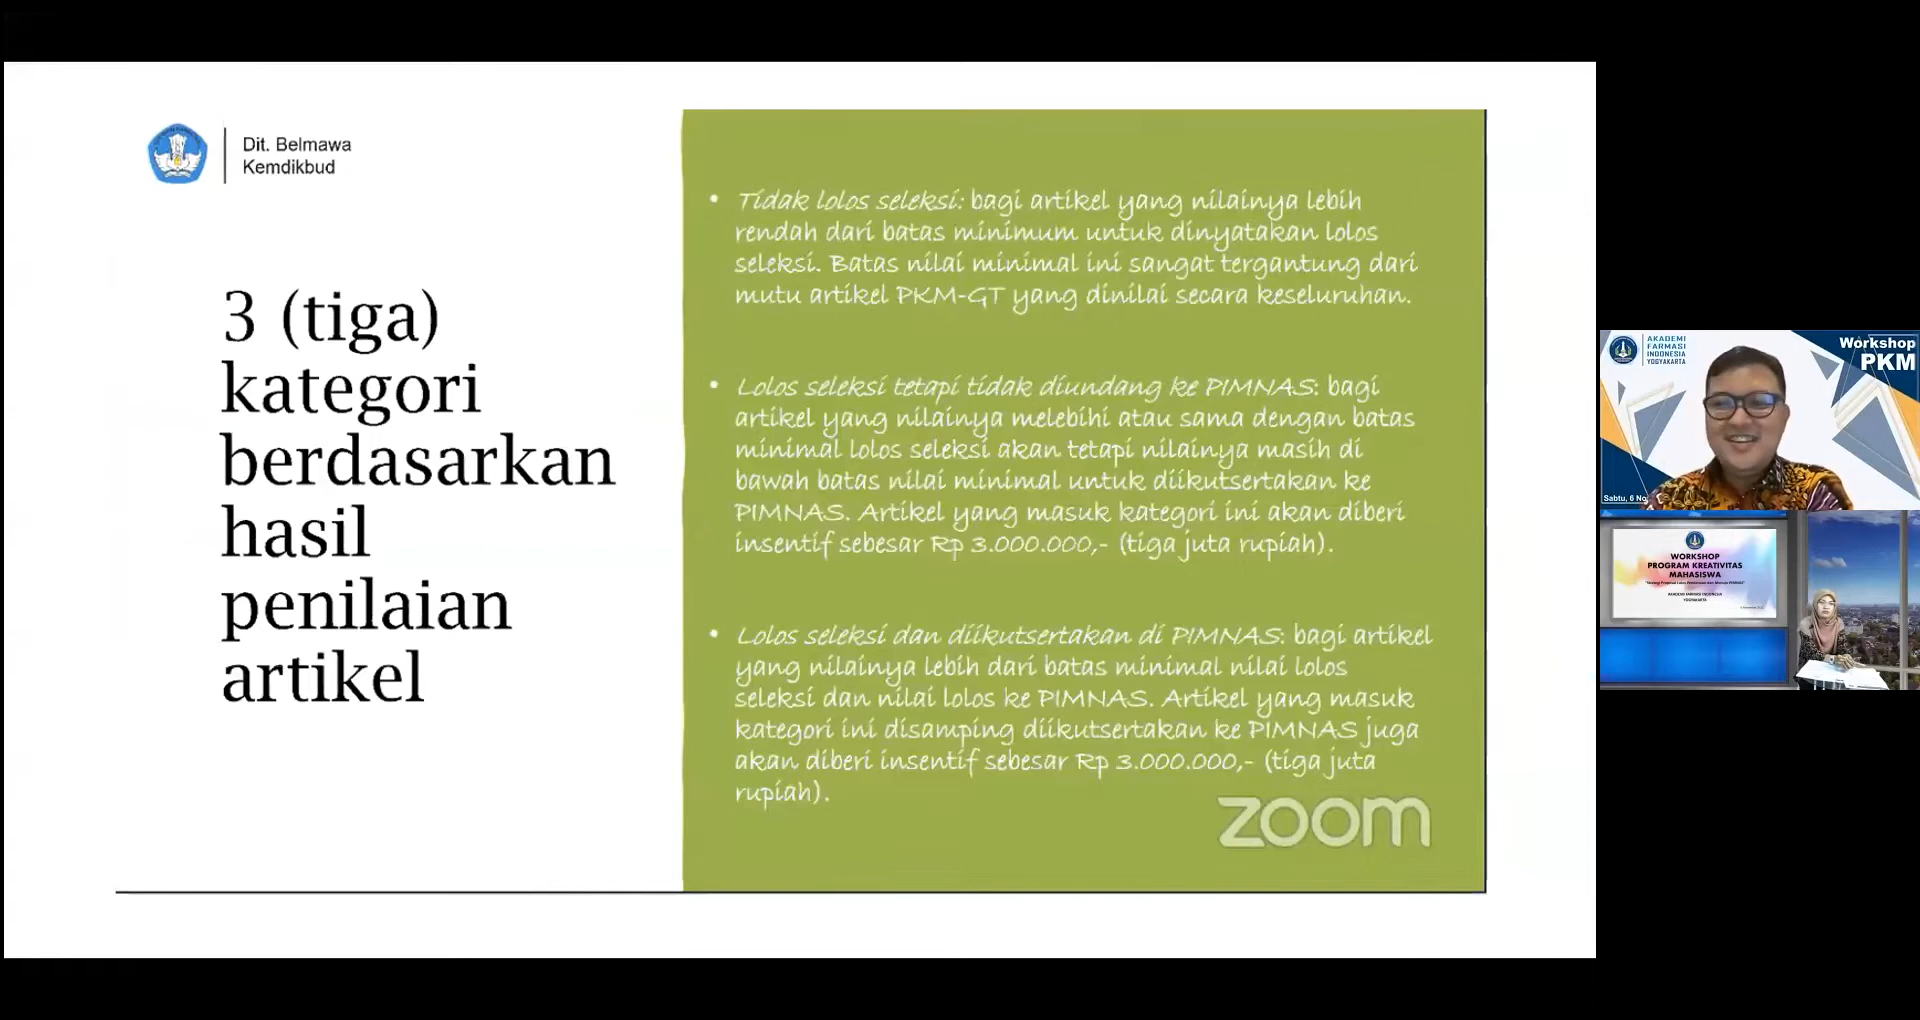 Dit. Belmawa
Kemdikbud
3 (tiga)
kategori
berdasarkan
hasil
penilaian
artikel
• Tidak lolos seleksi: bagi artikel yang nilainya lebih
rendah dari batas minimum untuk dinyatakan lolos
seleksi. Batas nilai minimal ini sangat tergantung dari
mutu artikel PKM-GT yang dinilai secara keseluruhan.
• Lolos seleksi tetapi tidak diundang ke PIMNAS: bagi
artikel yang nilainya melebihi atau sama dengan batas
minimal lolos seleksi akan tetapi nilainya masih di
bawah batas nilai minimal untuk diikutsertakan ke
PIMNAS. Artikel yang masuk kategori ini akan diberi
insentif sebesar Rp 3.000.000,- (tiga juta rupiah).
• Lolos seleksi dan diikutsertakan di PIMNAS: bagi artikel
yang nilainya lebih dari batas minimal nilai lolos
seleksi dan nilai lolos ke PIMNAS. Artikel yang masuk
kategori ini disamping diikutsertakan ke PIMNAS juga
akan diberi insentif sebesar Rp 3.000.000,- (tiga juta
rupiah).
zoom
AKADEMI
FARMASI
INDONESIA
YOGYAKARTA
Workshop
PKM
Sabtu, 6 No
WORKSHOP
PROGRAM KREATIVITAS
MAHASISWA
AKADEMI FARMASI INDONESIA
YOGYAKARTA